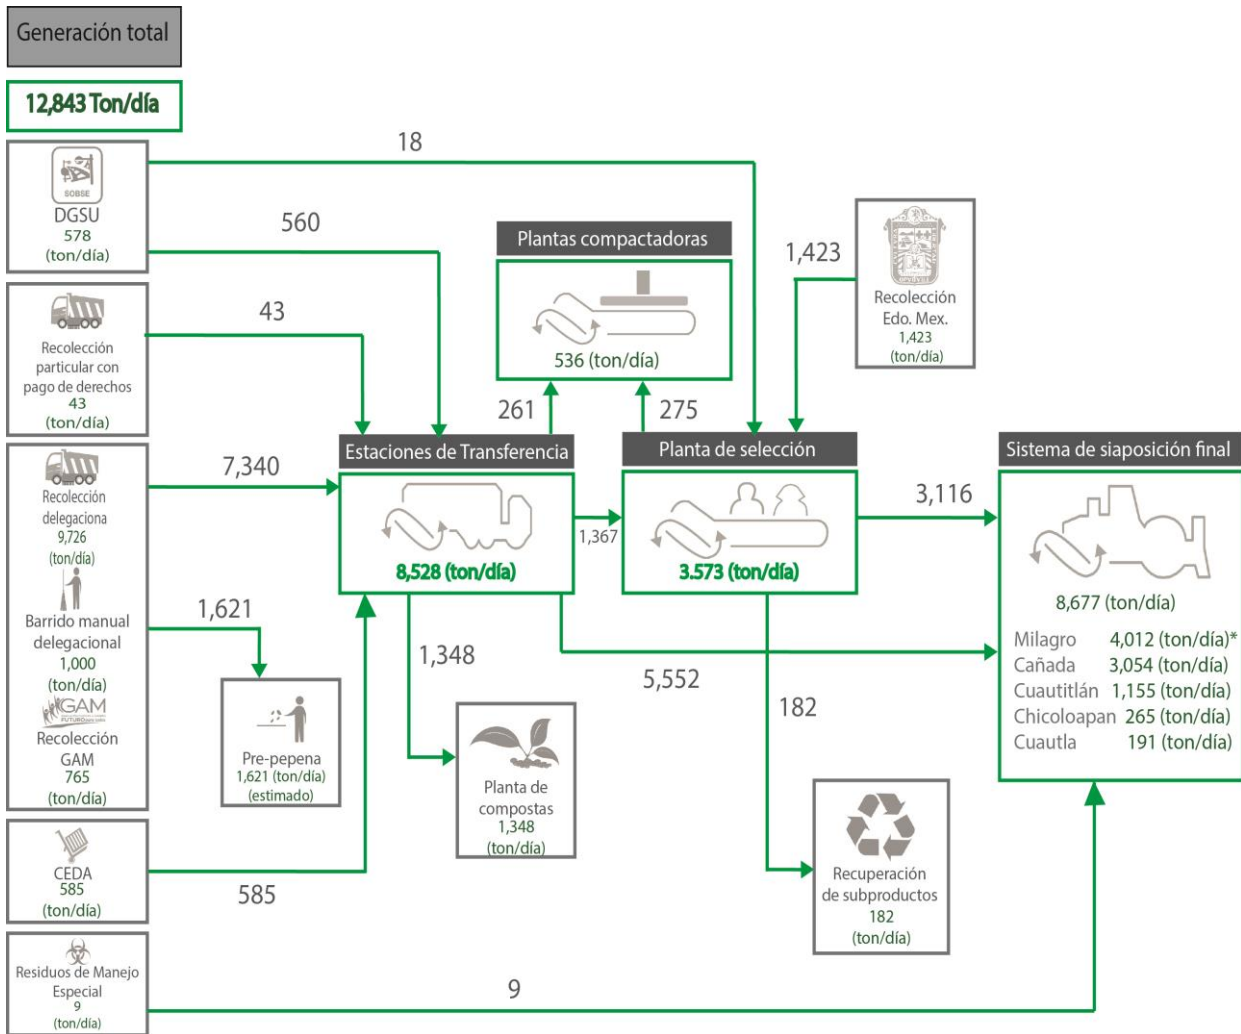 Generación total
12,843 Ton/día
SOBSE
DGSU
578
(ton/día)
18
560
Recolección
particular con
pago de derechos
43
(ton/día)
43
Recolección
delegaciona
9,726
(ton/día)
Barrido manual
delegacional
1,000
(ton/día)
GAM
Recolección
GAM
765
(ton/día)
7,340
1,621
Pre-pepena
1,621 (ton/día)
(estimado)
CEDA
585
(ton/día)
585
Residuos de Manejo
Especial
9
(ton/día)
9
Plantas compactadoras
536 (ton/día)
261
275
Estaciones de Transferencia
8,528 (ton/día)
1,367
1,348
Planta de
compostas
1,348
(ton/día)
5,552
Planta de selección
3.573 (ton/día)
1,423
Recolección
Edo. Mex.
1,423
(ton/día)
182
Recuperación
de subproductos
182
(ton/día)
3,116
Sistema de siaposición final
8,677 (ton/día)
Milagro 4,012 (ton/día)*
Cañada 3,054 (ton/día)
Cuautitlán 1,155 (ton/día)
Chicoloapan 265 (ton/día)
Cuautla 191 (ton/día)